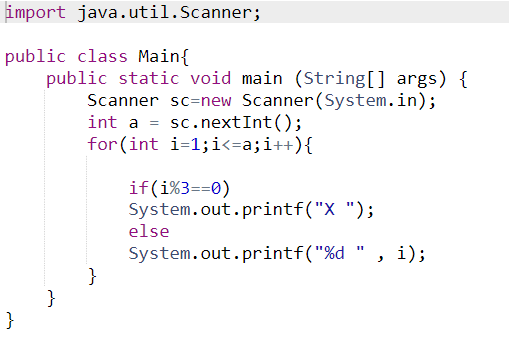 import java.util.Scanner;
public class Main{
public static void main (String[] args) {
Scanner sc=new Scanner(System.in);
int a = sc.nextInt();
for(int i=1;i<=a;i++){
if(i%3==0)
System.out.printf("X ");
else
System.out.printf("%d " , i);
}
}
}